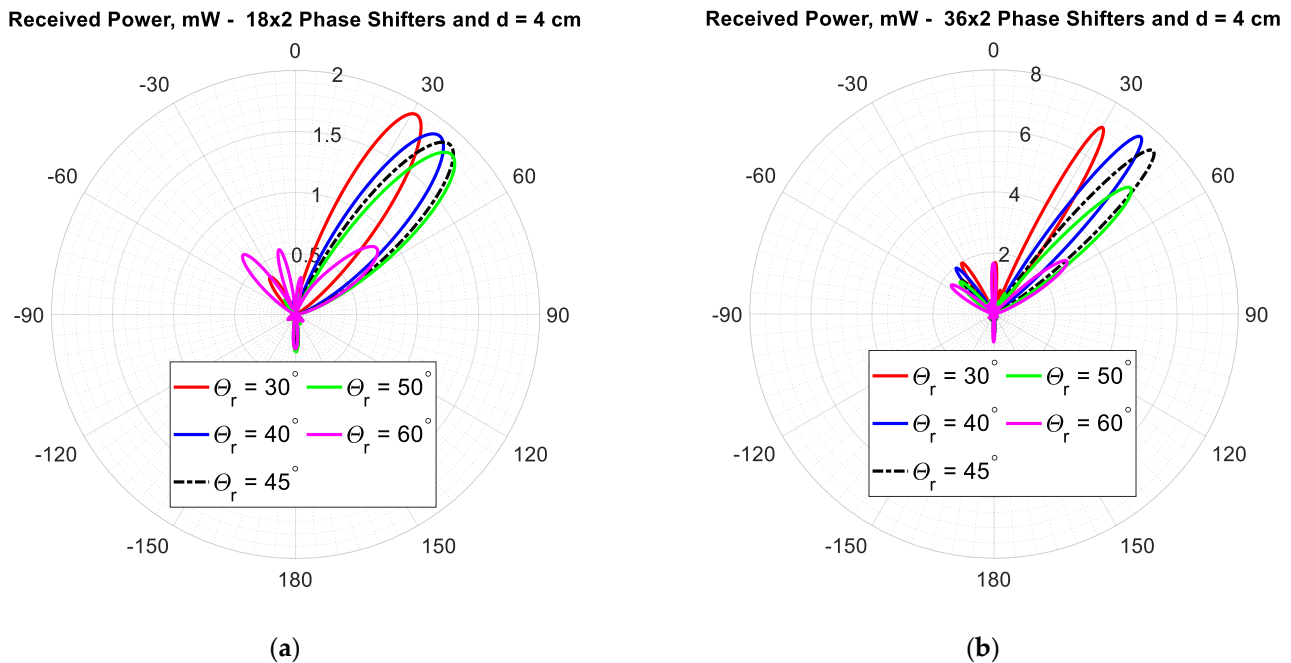 Received Power, mW - 18x2 Phase Shifters and d = 4 cm
0
-30 2 30
1.5
-60 1 60
0.5
-90 90
Θr = 30° Θr = 50°
Θr = 40° Θr = 60°
Θr = 45°
-120 120
-150 150
180
(a)
Received Power, mW - 36x2 Phase Shifters and d = 4 cm
0
-30 8 30
6
-60 4 60
2
-90 90
Θr = 30° Θr = 50°
Θr = 40° Θr = 60°
Θr = 45°
-120 120
-150 150
180
(b)